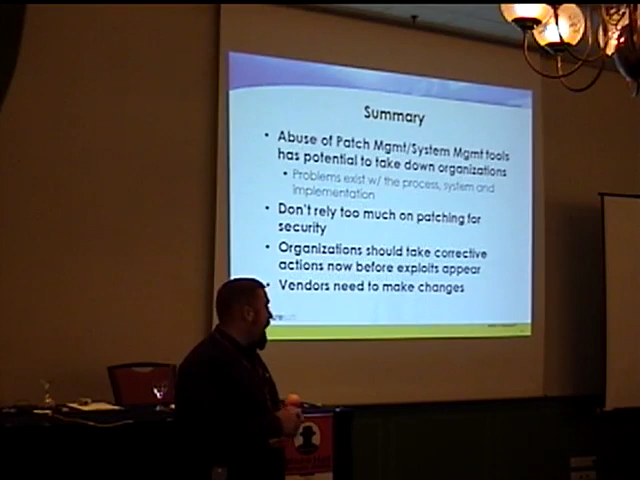 Summary
• Abuse of Patch Mgmt/System Mgmt tools
has potential to take down organizations
• Problems exist w/ the process, system and
implementation
• Don't rely too much on patching for
security
• Organizations should take corrective
actions now before exploits appear
• Vendors need to make changes